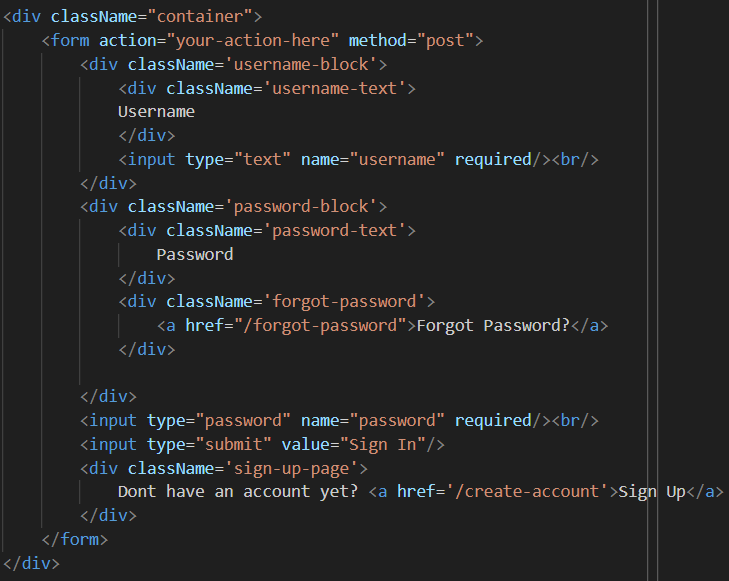 <div className="container">
<form action="your-action-here" method="post">
<div className='username-block'>
<div className='username-text'>
Username
</div>
<input type="text" name="username" required/><br/>
</div>
<div className='password-block'>
<div className='password-text'>
Password
</div>
<div className='forgot-password'>
<a href="/forgot-password">Forgot Password?</a>
</div>
</div>
<input type="password" name="password" required/><br/>
<input type="submit" value="Sign In"/>
<div className='sign-up-page'>
Dont have an account yet? <a href='/create-account'>Sign Up</a>
</div>
</form>
</div>